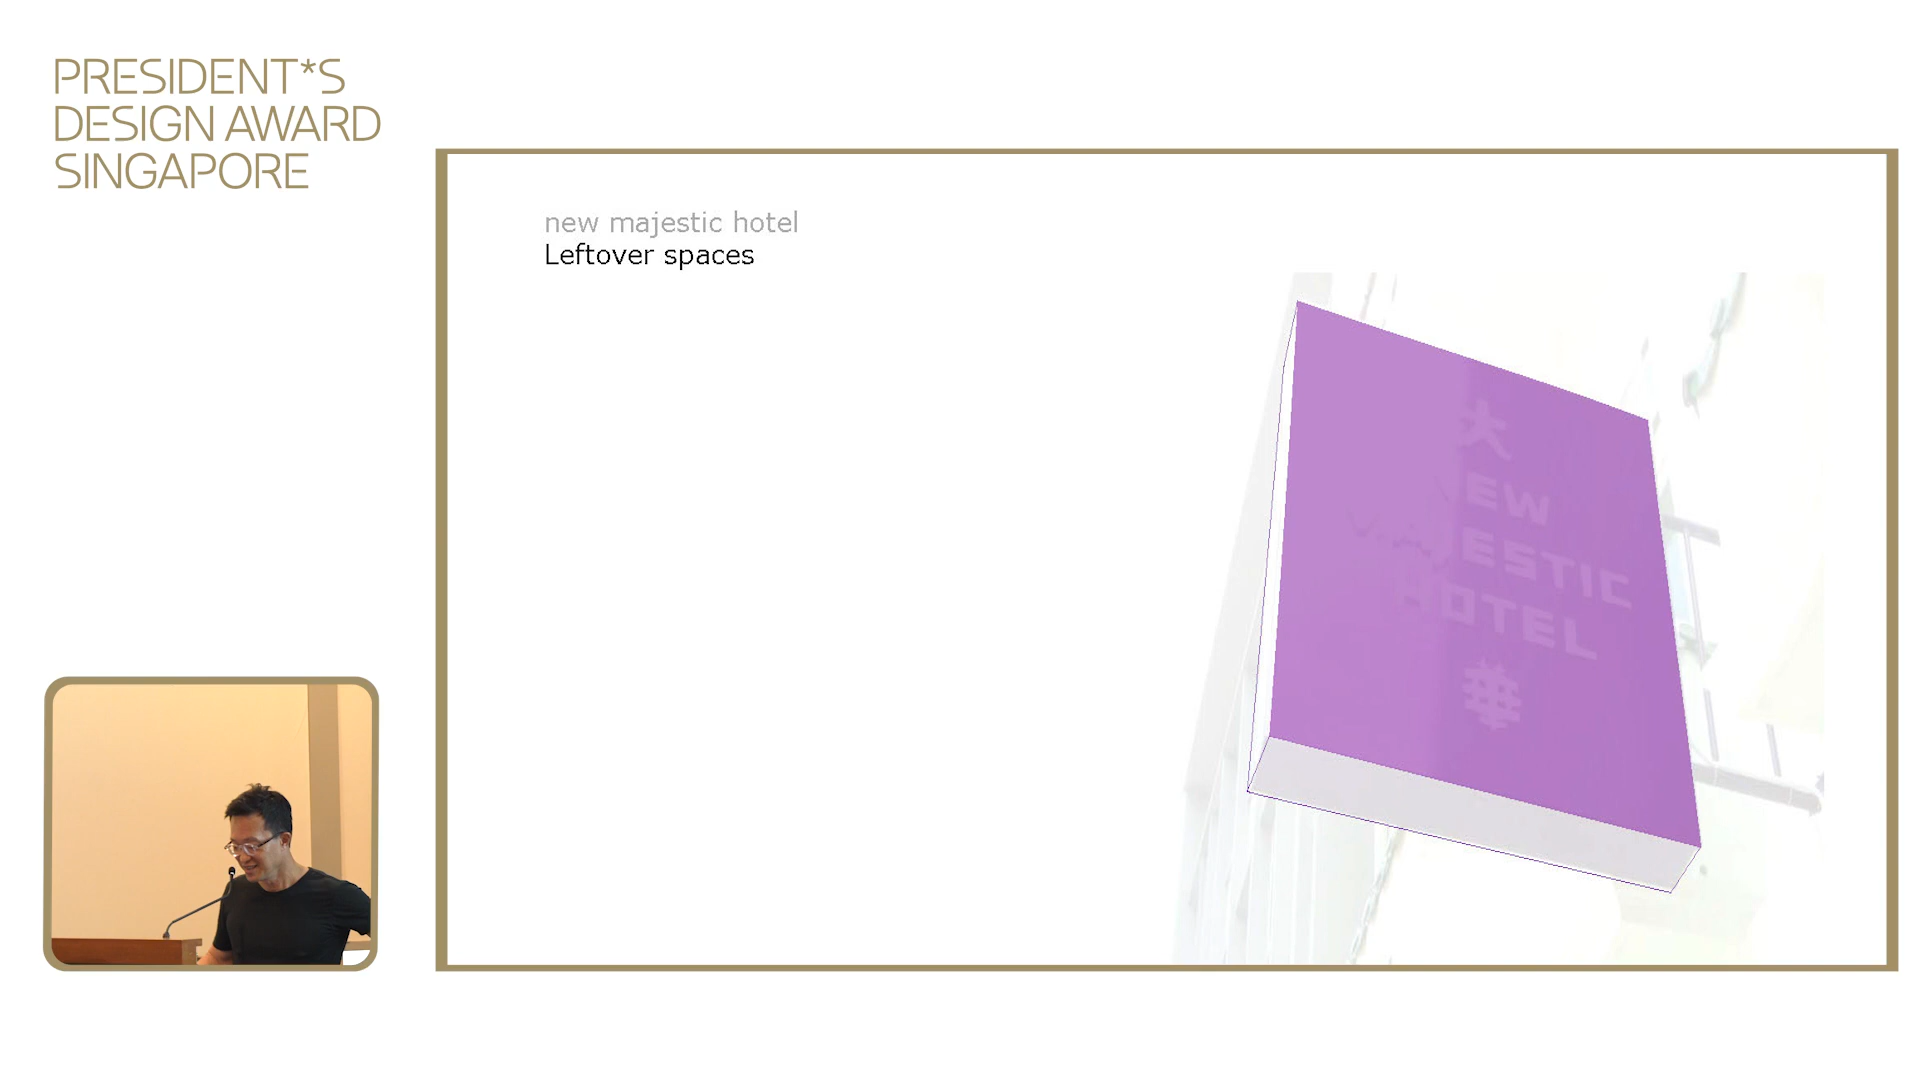 PRESIDENT*S
DESIGN AWARD
SINGAPORE
new majestic hotel
Leftover spaces
大
NEW
MAJESTIC
HOTEL
華